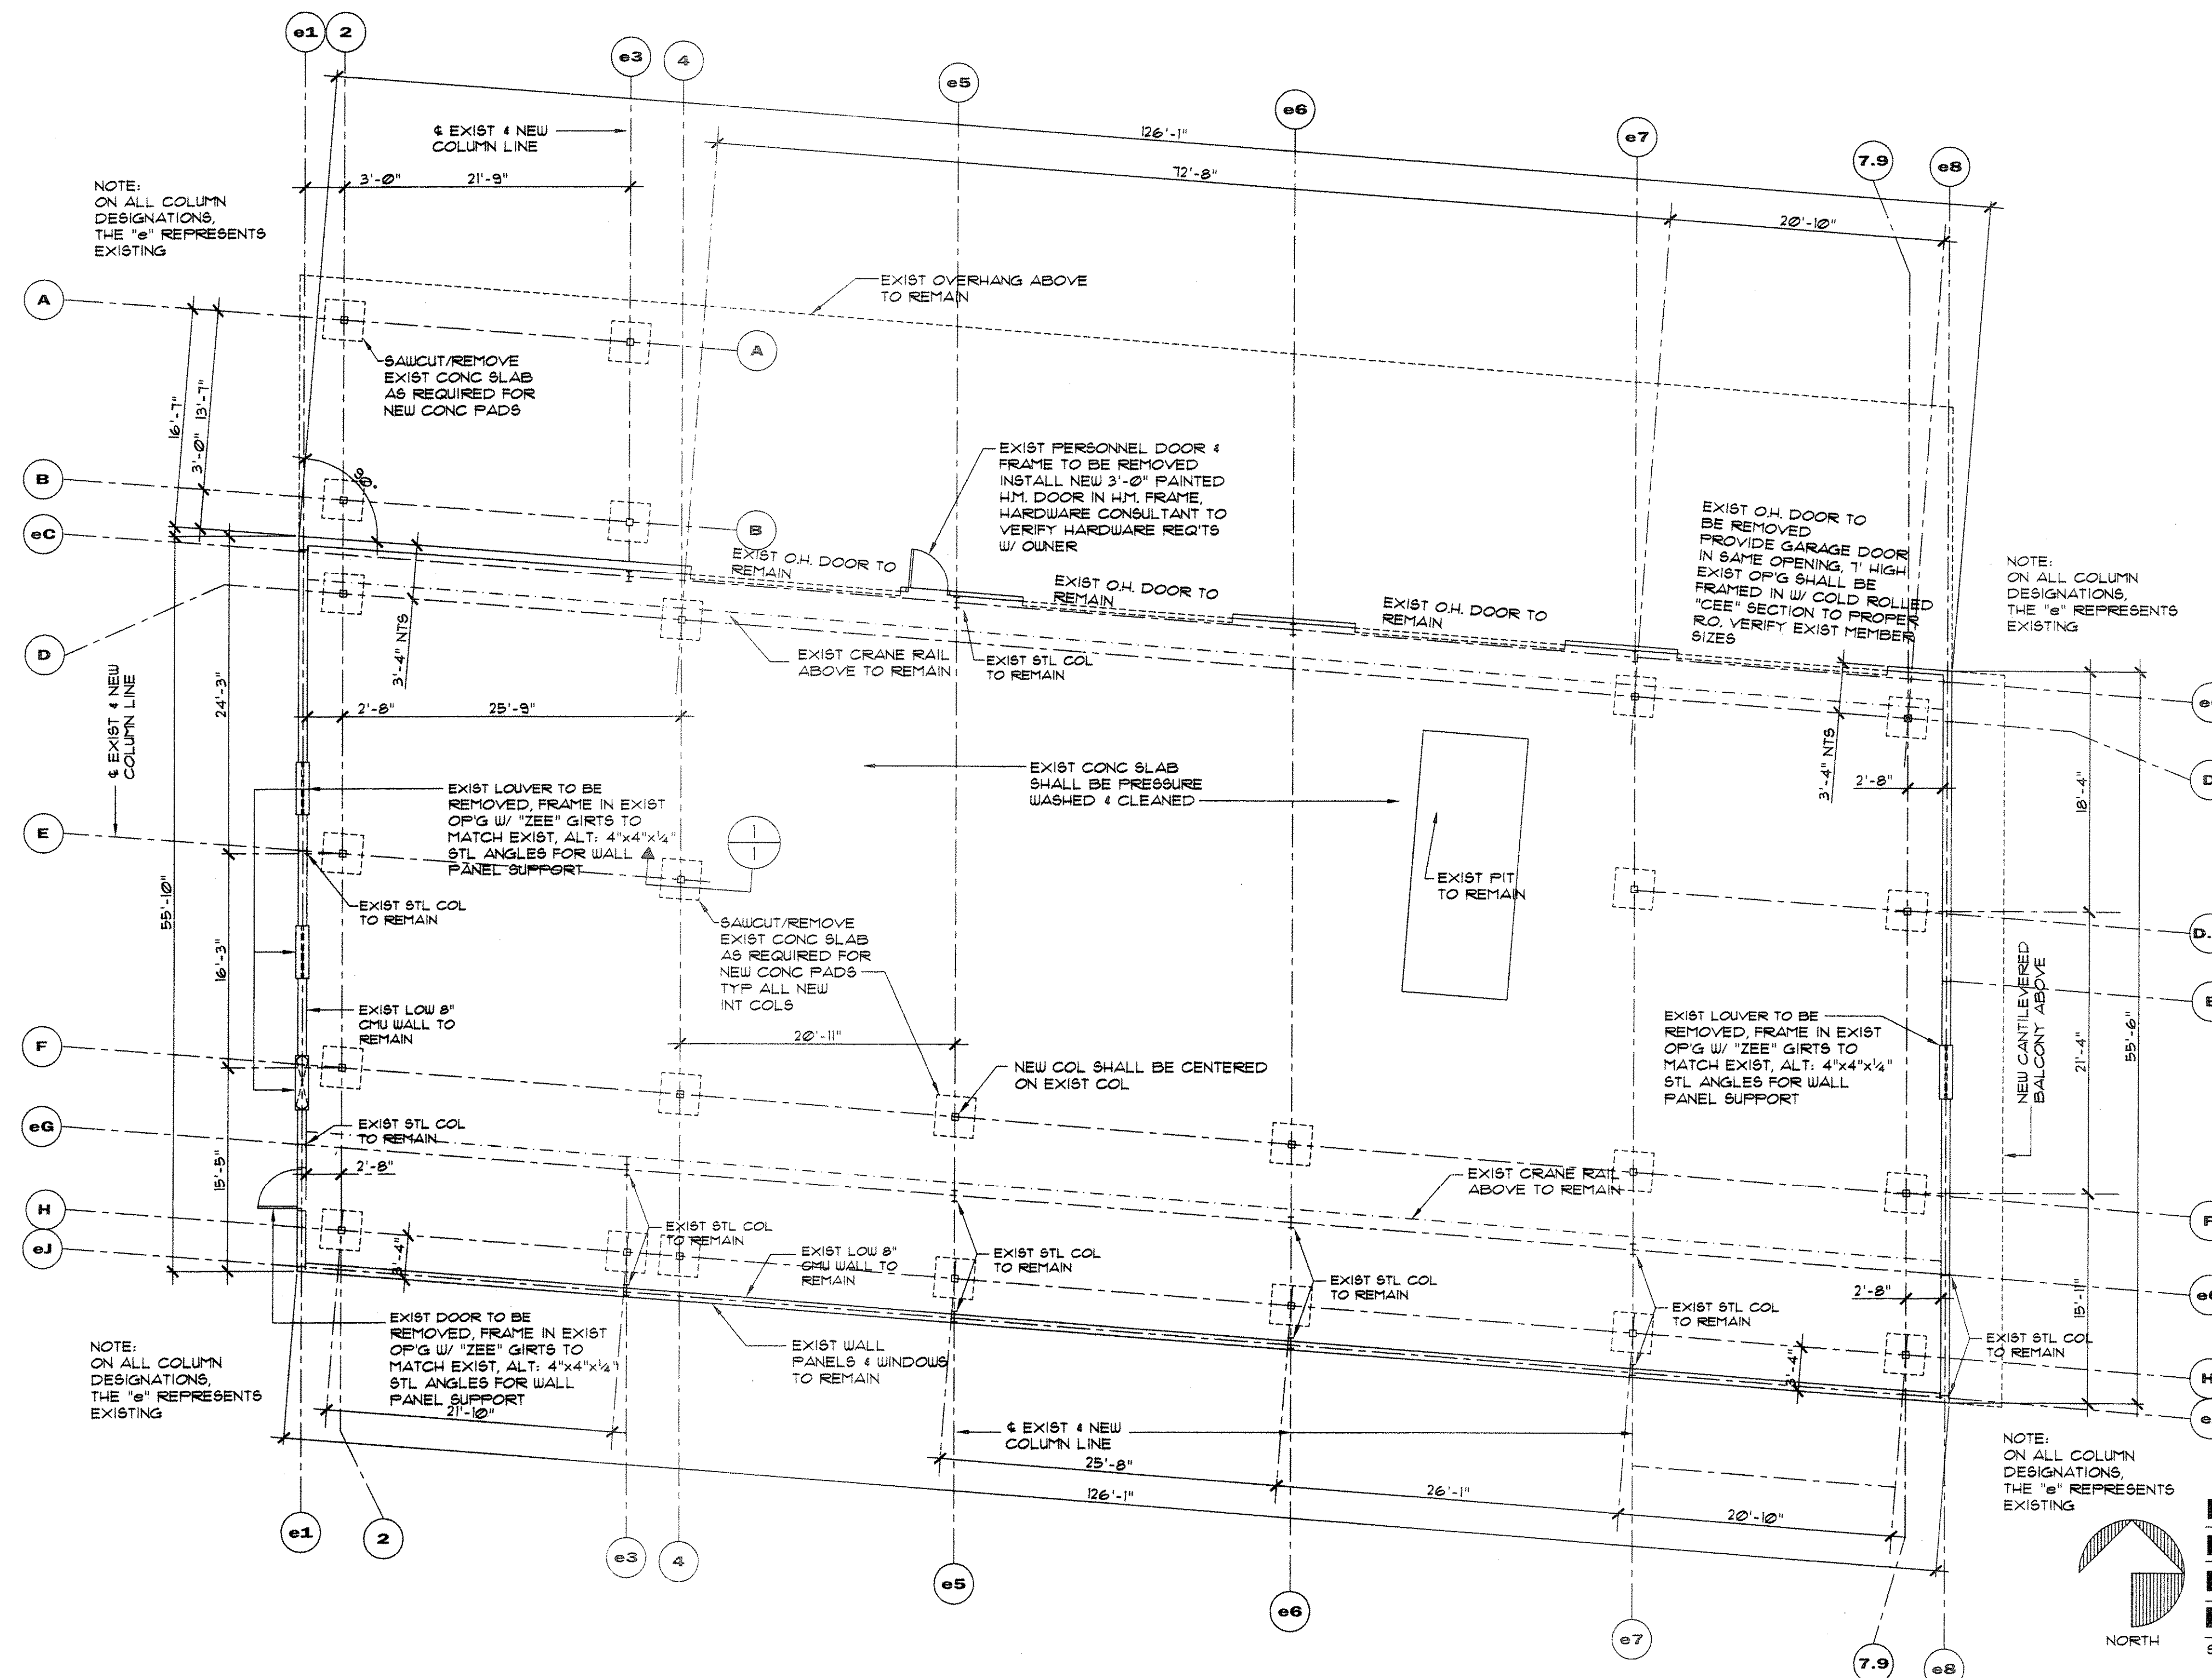 e1
2
e3
4
e5
e6
e7
7.9
e8
126'-1"
72'-8"
20'-10"
℄ EXIST & NEW
COLUMN LINE
3'-0"
21'-9"
NOTE:
ON ALL COLUMN
DESIGNATIONS,
THE "e" REPRESENTS
EXISTING
EXIST OVERHANG ABOVE
TO REMAIN
A
A
SAWCUT/REMOVE
EXIST CONC SLAB
AS REQUIRED FOR
NEW CONC PADS
16'-7"
13'-7"
3'-0"
B
B
eC
EXIST PERSONNEL DOOR &
FRAME TO BE REMOVED
INSTALL NEW 3'-0" PAINTED
H.M. DOOR IN H.M. FRAME,
HARDWARE CONSULTANT TO
VERIFY HARDWARE REQ'TS
W/ OWNER
EXIST O.H. DOOR TO
BE REMOVED
PROVIDE GARAGE DOOR
IN SAME OPENING, 7' HIGH
EXIST OP'G SHALL BE
FRAMED IN W/ COLD ROLLED
"CEE" SECTION TO PROPER
R.O. VERIFY EXIST MEMBER
SIZES
NOTE:
ON ALL COLUMN
DESIGNATIONS,
THE "e" REPRESENTS
EXISTING
EXIST O.H. DOOR TO
REMAIN
EXIST O.H. DOOR TO
REMAIN
EXIST O.H. DOOR TO
REMAIN
D
3'-4" NTS
EXIST CRANE RAIL
ABOVE TO REMAIN
EXIST STL COL
TO REMAIN
℄ EXIST & NEW
COLUMN LINE
24'-3"
2'-8"
25'-9"
3'-4" NTS
2'-8"
18'-4"
D
EXIST CONC SLAB
SHALL BE PRESSURE
WASHED & CLEANED
EXIST LOUVER TO BE
REMOVED, FRAME IN EXIST
OP'G W/ "ZEE" GIRTS TO
MATCH EXIST, ALT: 4"x4"x1/4"
STL ANGLES FOR WALL
PANEL SUPPORT
1
1
E
EXIST PIT
TO REMAIN
55'-10"
EXIST STL COL
TO REMAIN
SAWCUT/REMOVE
EXIST CONC SLAB
AS REQUIRED FOR
NEW CONC PADS
TYP ALL NEW
INT COLS
16'-3"
NEW CANTILEVERED
BALCONY ABOVE
EXIST LOW 8"
CMU WALL TO
REMAIN
EXIST LOUVER TO BE
REMOVED, FRAME IN EXIST
OP'G W/ "ZEE" GIRTS TO
MATCH EXIST, ALT: 4"x4"x1/4"
STL ANGLES FOR WALL
PANEL SUPPORT
21'-4"
55'-6"
20'-11"
F
NEW COL SHALL BE CENTERED
ON EXIST COL
eG
EXIST STL COL
TO REMAIN
15'-5"
2'-8"
EXIST CRANE RAIL
ABOVE TO REMAIN
H
eJ
3'-4"
EXIST STL COL
TO REMAIN
EXIST LOW 8"
CMU WALL TO
REMAIN
EXIST STL COL
TO REMAIN
EXIST STL COL
TO REMAIN
EXIST STL COL
TO REMAIN
2'-8"
15'-11"
EXIST STL COL
TO REMAIN
3'-4"
EXIST DOOR TO BE
REMOVED, FRAME IN EXIST
OP'G W/ "ZEE" GIRTS TO
MATCH EXIST, ALT: 4"x4"x1/4"
STL ANGLES FOR WALL
PANEL SUPPORT
EXIST WALL
PANELS & WINDOWS
TO REMAIN
NOTE:
ON ALL COLUMN
DESIGNATIONS,
THE "e" REPRESENTS
EXISTING
21'-10"
℄ EXIST & NEW
COLUMN LINE
25'-8"
26'-1"
20'-10"
126'-1"
NOTE:
ON ALL COLUMN
DESIGNATIONS,
THE "e" REPRESENTS
EXISTING
e1
2
e3
4
e5
e6
e7
7.9
e8
NORTH